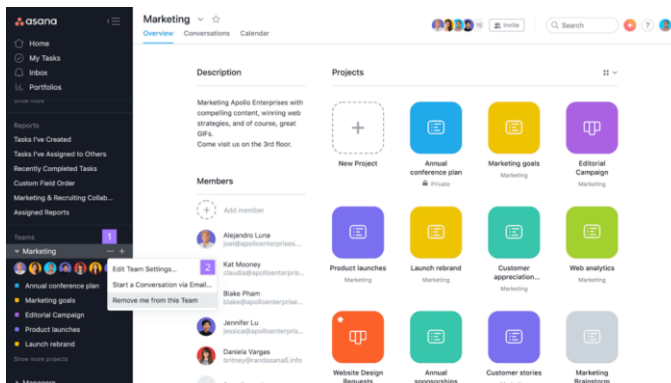 asana
Home
My Tasks
Inbox
Portfolios
Show more
Reports
Tasks I've Created
Tasks I've Assigned to Others
Recently Completed Tasks
Custom Field Order
Marketing & Recruiting Collab...
Assigned Reports
Teams
1
Marketing
Annual conference plan
Marketing goals
Editorial Campaign
Product launches
Launch rebrand
Show more projects
Managers
Edit Team Settings...
2
Start a Conversation via Email...
Remove me from this Team
Marketing
Overview
Conversations
Calendar
Invite
Search
?
Description
Marketing Apollo Enterprises with
compelling content, winning web
strategies, and of course, great
GIFs.
Come visit us on the 3rd floor.
Members
Add member
Alejandro Luna
joel@apolloenterprises....
Kat Mooney
claudia@apolloenterpris...
Blake Pham
blake@apolloenterprise...
Jennifer Lu
jessica@apolloenterpris...
Daniela Vargas
britney@randasana6.info
Projects
New Project
Annual
conference plan
Private
Marketing goals
Marketing
Editorial
Campaign
Marketing
Product launches
Marketing
Launch rebrand
Marketing
Customer
appreciation...
Marketing
Web analytics
Marketing
Website Design
Requests
Annual
sponsorships
Customer stories
Marketing
Brainstorm